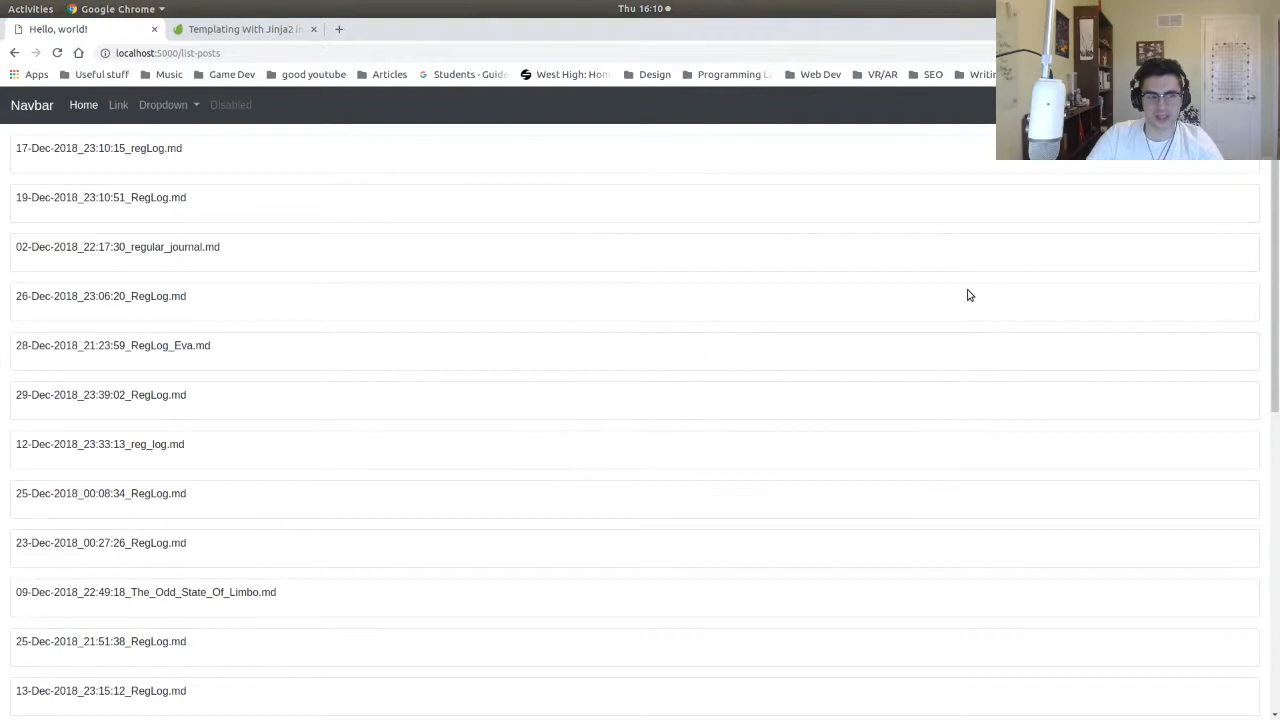 Activities Google Chrome Thu 16:10
Hello, world! Templating With Jinja2 in
localhost:5000/list-posts
Apps Useful stuff Music Game Dev good youtube Articles Students - Guide West High: Hom Design Programming La Web Dev VR/AR SEO Writin
Navbar Home Link Dropdown Disabled
17-Dec-2018_23:10:15_regLog.md
19-Dec-2018_23:10:51_RegLog.md
02-Dec-2018_22:17:30_regular_journal.md
26-Dec-2018_23:06:20_RegLog.md
28-Dec-2018_21:23:59_RegLog_Eva.md
29-Dec-2018_23:39:02_RegLog.md
12-Dec-2018_23:33:13_reg_log.md
25-Dec-2018_00:08:34_RegLog.md
23-Dec-2018_00:27:26_RegLog.md
09-Dec-2018_22:49:18_The_Odd_State_Of_Limbo.md
25-Dec-2018_21:51:38_RegLog.md
13-Dec-2018_23:15:12_RegLog.md